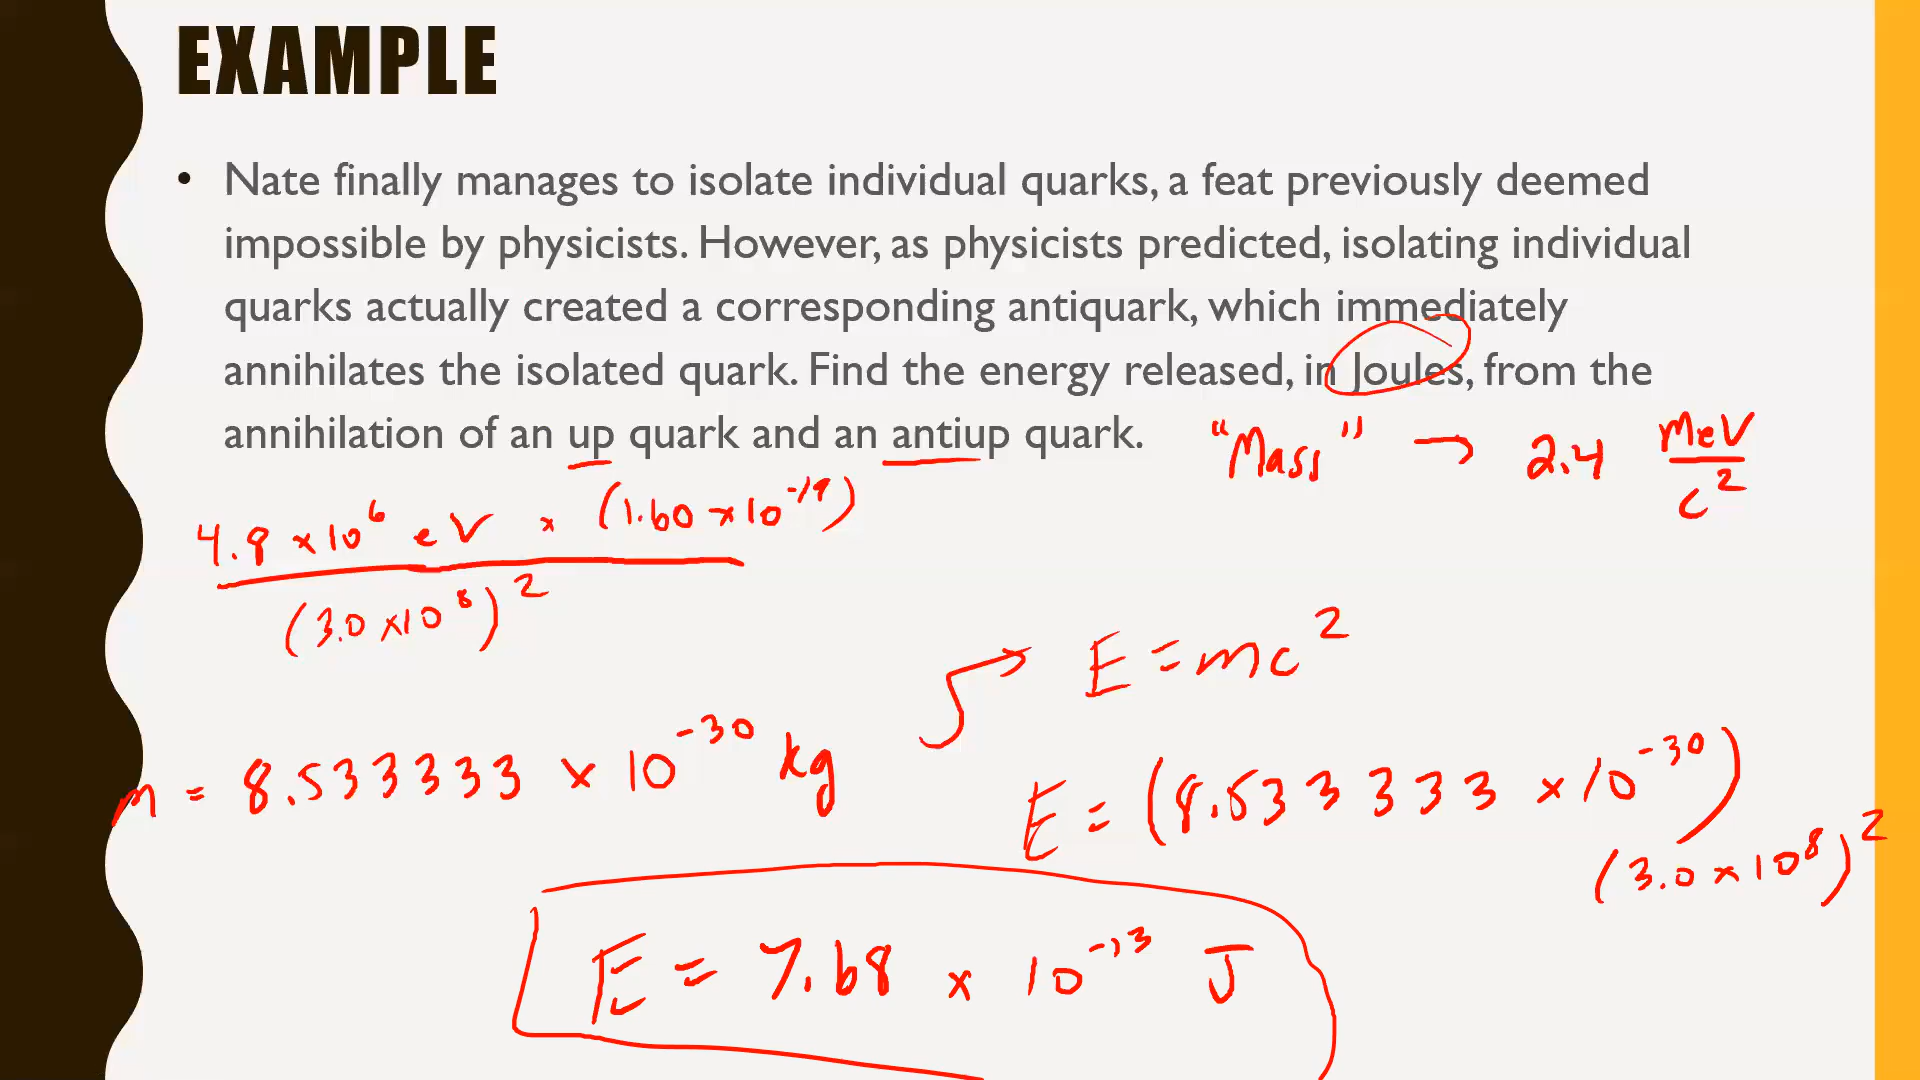 EXAMPLE
• Nate finally manages to isolate individual quarks, a feat previously deemed
impossible by physicists. However, as physicists predicted, isolating individual
quarks actually created a corresponding antiquark, which immediately
annihilates the isolated quark. Find the energy released, in Joules, from the
annihilation of an up quark and an antiup quark.
"Mass" → 2.4 MeV/c²
4.8 × 10⁶ eV × (1.60 × 10⁻¹⁹)
(3.0 × 10⁸)²
E = mc²
m = 8.533333 × 10⁻³⁰ kg
E = (8.533333 × 10⁻³⁰)
(3.0 × 10⁸)²
E = 7.68 × 10⁻¹³ J